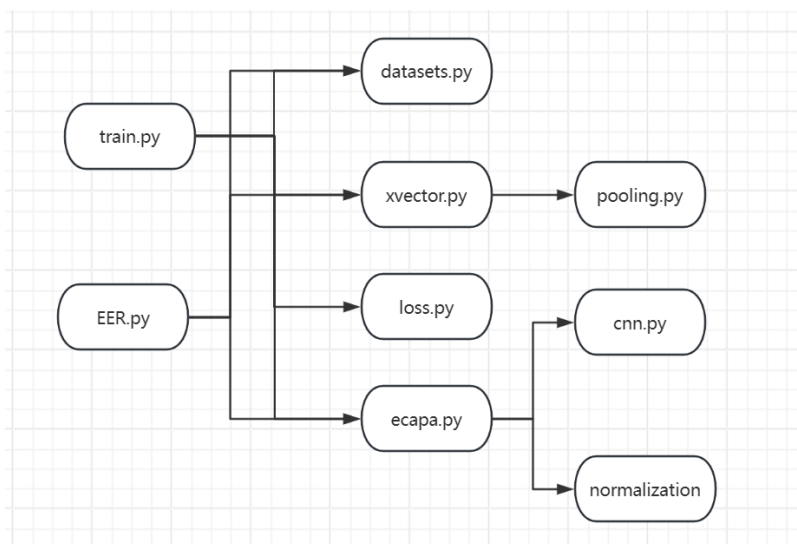 datasets.py
train.py
xvector.py
pooling.py
loss.py
EER.py
cnn.py
ecapa.py
normalization